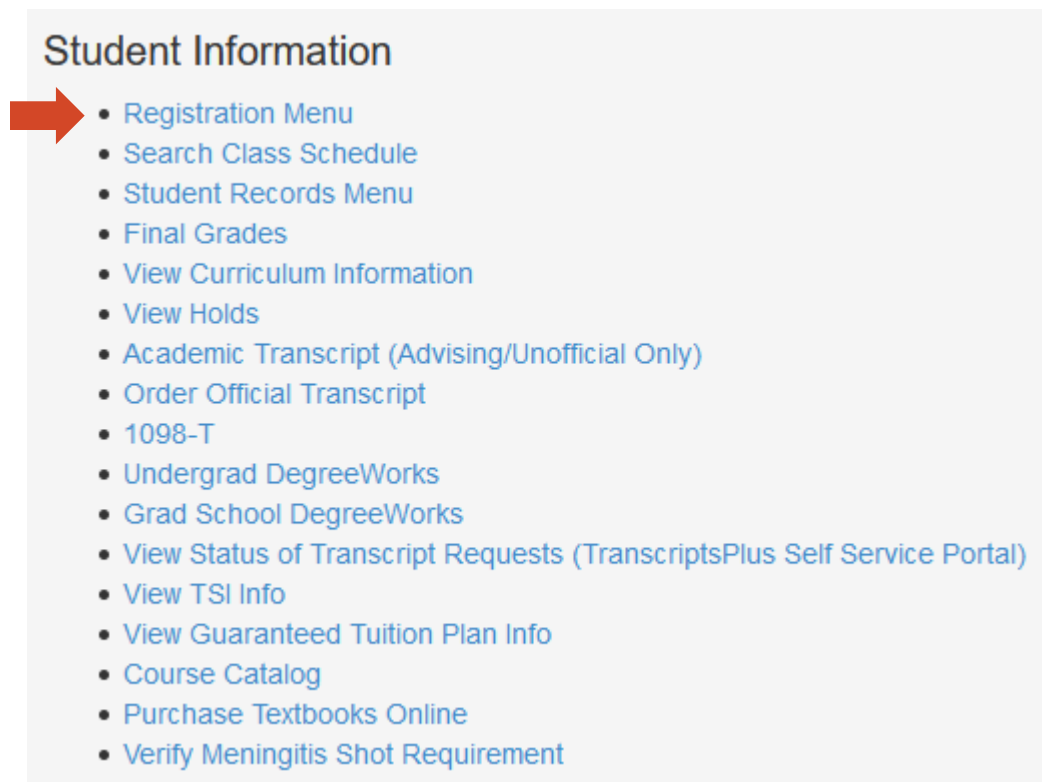 Student Information
Registration Menu
Search Class Schedule
Student Records Menu
Final Grades
View Curriculum Information
View Holds
Academic Transcript (Advising/Unofficial Only)
Order Official Transcript
1098-T
Undergrad DegreeWorks
Grad School DegreeWorks
View Status of Transcript Requests (TranscriptsPlus Self Service Portal)
View TSI Info
View Guaranteed Tuition Plan Info
Course Catalog
Purchase Textbooks Online
Verify Meningitis Shot Requirement